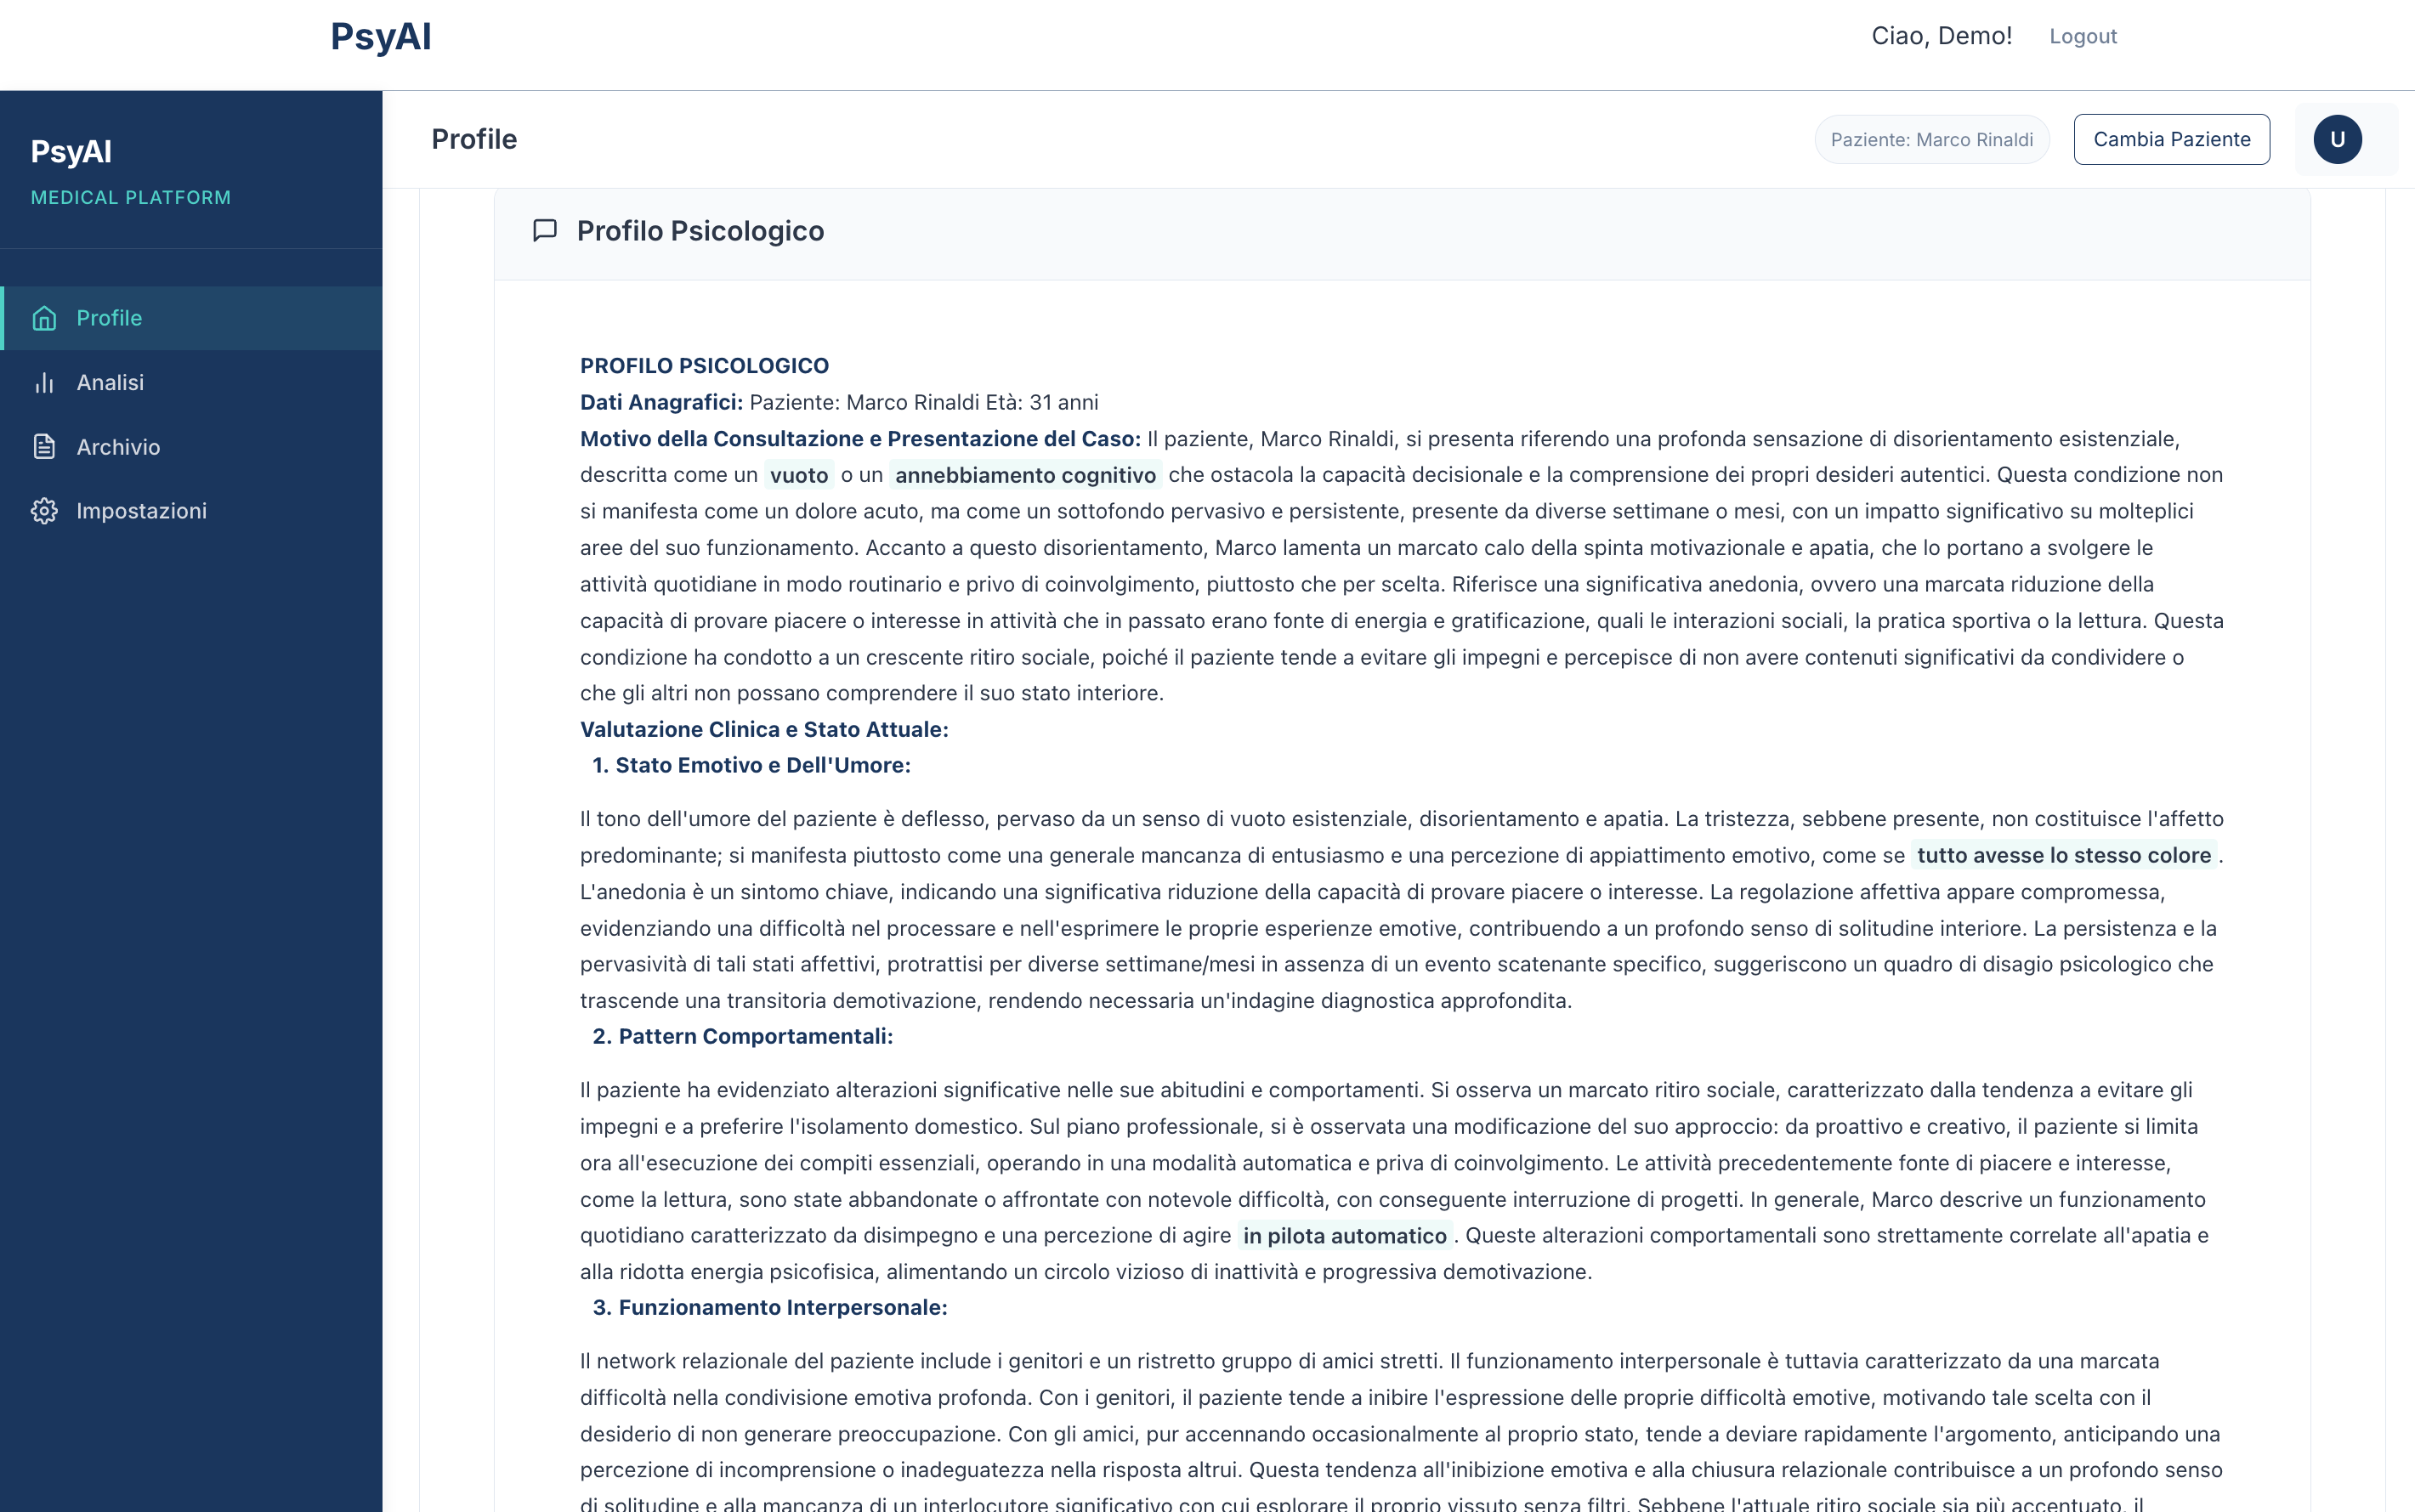 PsyAI
Ciao, Demo!
Logout
PsyAI
MEDICAL PLATFORM
Profile
Analisi
Archivio
Impostazioni
Profile
Paziente: Marco Rinaldi
Cambia Paziente
U
Profilo Psicologico
PROFILO PSICOLOGICO
Dati Anagrafici: Paziente: Marco Rinaldi Età: 31 anni
Motivo della Consultazione e Presentazione del Caso: Il paziente, Marco Rinaldi, si presenta riferendo una profonda sensazione di disorientamento esistenziale,
descritta come un vuoto o un annebbiamento cognitivo che ostacola la capacità decisionale e la comprensione dei propri desideri autentici. Questa condizione non
si manifesta come un dolore acuto, ma come un sottofondo pervasivo e persistente, presente da diverse settimane o mesi, con un impatto significativo su molteplici
aree del suo funzionamento. Accanto a questo disorientamento, Marco lamenta un marcato calo della spinta motivazionale e apatia, che lo portano a svolgere le
attività quotidiane in modo routinario e privo di coinvolgimento, piuttosto che per scelta. Riferisce una significativa anedonia, ovvero una marcata riduzione della
capacità di provare piacere o interesse in attività che in passato erano fonte di energia e gratificazione, quali le interazioni sociali, la pratica sportiva o la lettura. Questa
condizione ha condotto a un crescente ritiro sociale, poiché il paziente tende a evitare gli impegni e percepisce di non avere contenuti significativi da condividere o
che gli altri non possano comprendere il suo stato interiore.
Valutazione Clinica e Stato Attuale:
1. Stato Emotivo e Dell'Umore:
Il tono dell'umore del paziente è deflesso, pervaso da un senso di vuoto esistenziale, disorientamento e apatia. La tristezza, sebbene presente, non costituisce l'affetto
predominante; si manifesta piuttosto come una generale mancanza di entusiasmo e una percezione di appiattimento emotivo, come se tutto avesse lo stesso colore.
L'anedonia è un sintomo chiave, indicando una significativa riduzione della capacità di provare piacere o interesse. La regolazione affettiva appare compromessa,
evidenziando una difficoltà nel processare e nell'esprimere le proprie esperienze emotive, contribuendo a un profondo senso di solitudine interiore. La persistenza e la
pervasività di tali stati affettivi, protrattisi per diverse settimane/mesi in assenza di un evento scatenante specifico, suggeriscono un quadro di disagio psicologico che
trascende una transitoria demotivazione, rendendo necessaria un'indagine diagnostica approfondita.
2. Pattern Comportamentali:
Il paziente ha evidenziato alterazioni significative nelle sue abitudini e comportamenti. Si osserva un marcato ritiro sociale, caratterizzato dalla tendenza a evitare gli
impegni e a preferire l'isolamento domestico. Sul piano professionale, si è osservata una modificazione del suo approccio: da proattivo e creativo, il paziente si limita
ora all'esecuzione dei compiti essenziali, operando in una modalità automatica e priva di coinvolgimento. Le attività precedentemente fonte di piacere e interesse,
come la lettura, sono state abbandonate o affrontate con notevole difficoltà, con conseguente interruzione di progetti. In generale, Marco descrive un funzionamento
quotidiano caratterizzato da disimpegno e una percezione di agire in pilota automatico. Queste alterazioni comportamentali sono strettamente correlate all'apatia e
alla ridotta energia psicofisica, alimentando un circolo vizioso di inattività e progressiva demotivazione.
3. Funzionamento Interpersonale:
Il network relazionale del paziente include i genitori e un ristretto gruppo di amici stretti. Il funzionamento interpersonale è tuttavia caratterizzato da una marcata
difficoltà nella condivisione emotiva profonda. Con i genitori, il paziente tende a inibire l'espressione delle proprie difficoltà emotive, motivando tale scelta con il
desiderio di non generare preoccupazione. Con gli amici, pur accennando occasionalmente al proprio stato, tende a deviare rapidamente l'argomento, anticipando una
percezione di incomprensione o inadeguatezza nella risposta altrui. Questa tendenza all'inibizione emotiva e alla chiusura relazionale contribuisce a un profondo senso
di solitudine e alla mancanza di un interlocutore significativo con cui esplorare il proprio vissuto senza filtri. Sebbene l'attuale ritiro sociale sia più accentuato, il